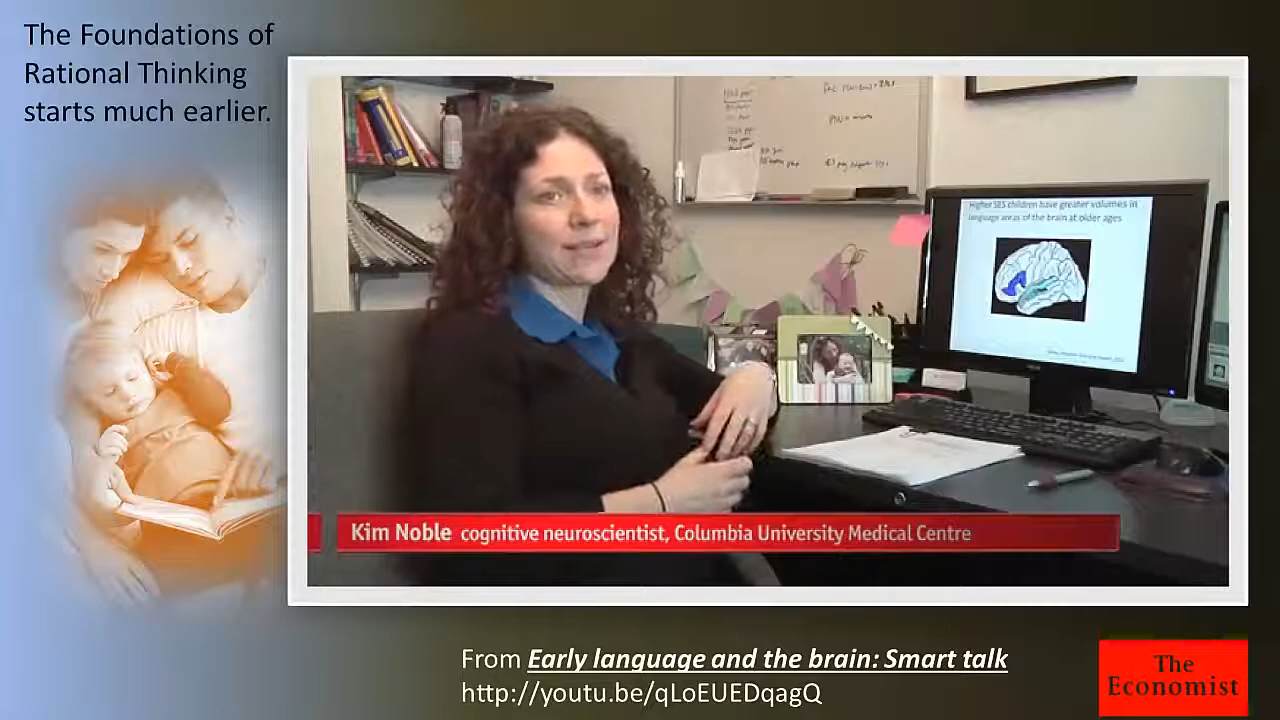 The Foundations of
Rational Thinking
starts much earlier.
Higher SES children have greater volumes in
language areas of the brain at older ages
Kim Noble cognitive neuroscientist, Columbia University Medical Centre
From Early language and the brain: Smart talk
http://youtu.be/qLoEUEDqagQ
The
Economist